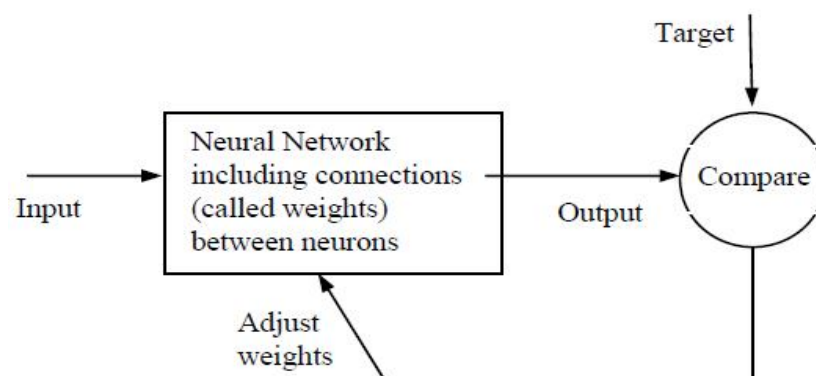 Target
Neural Network
including connections
(called weights)
between neurons
Compare
Input
Output
Adjust
weights